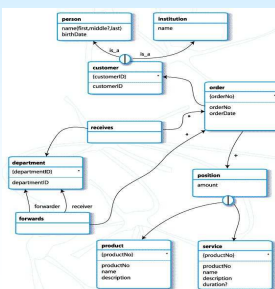 person
name(first,middle?,last)
birthDate
institution
name
is_a
is_a
customer
(customerID)
customerID
order
(orderNo)
orderNo
orderDate
*
receives
+
department
(departmentID)
departmentID
forwarder
receiver
forwards
+
position
amount
product
(productNo)
productNo
name
description
service
(productNo)
productNo
name
description
duration?